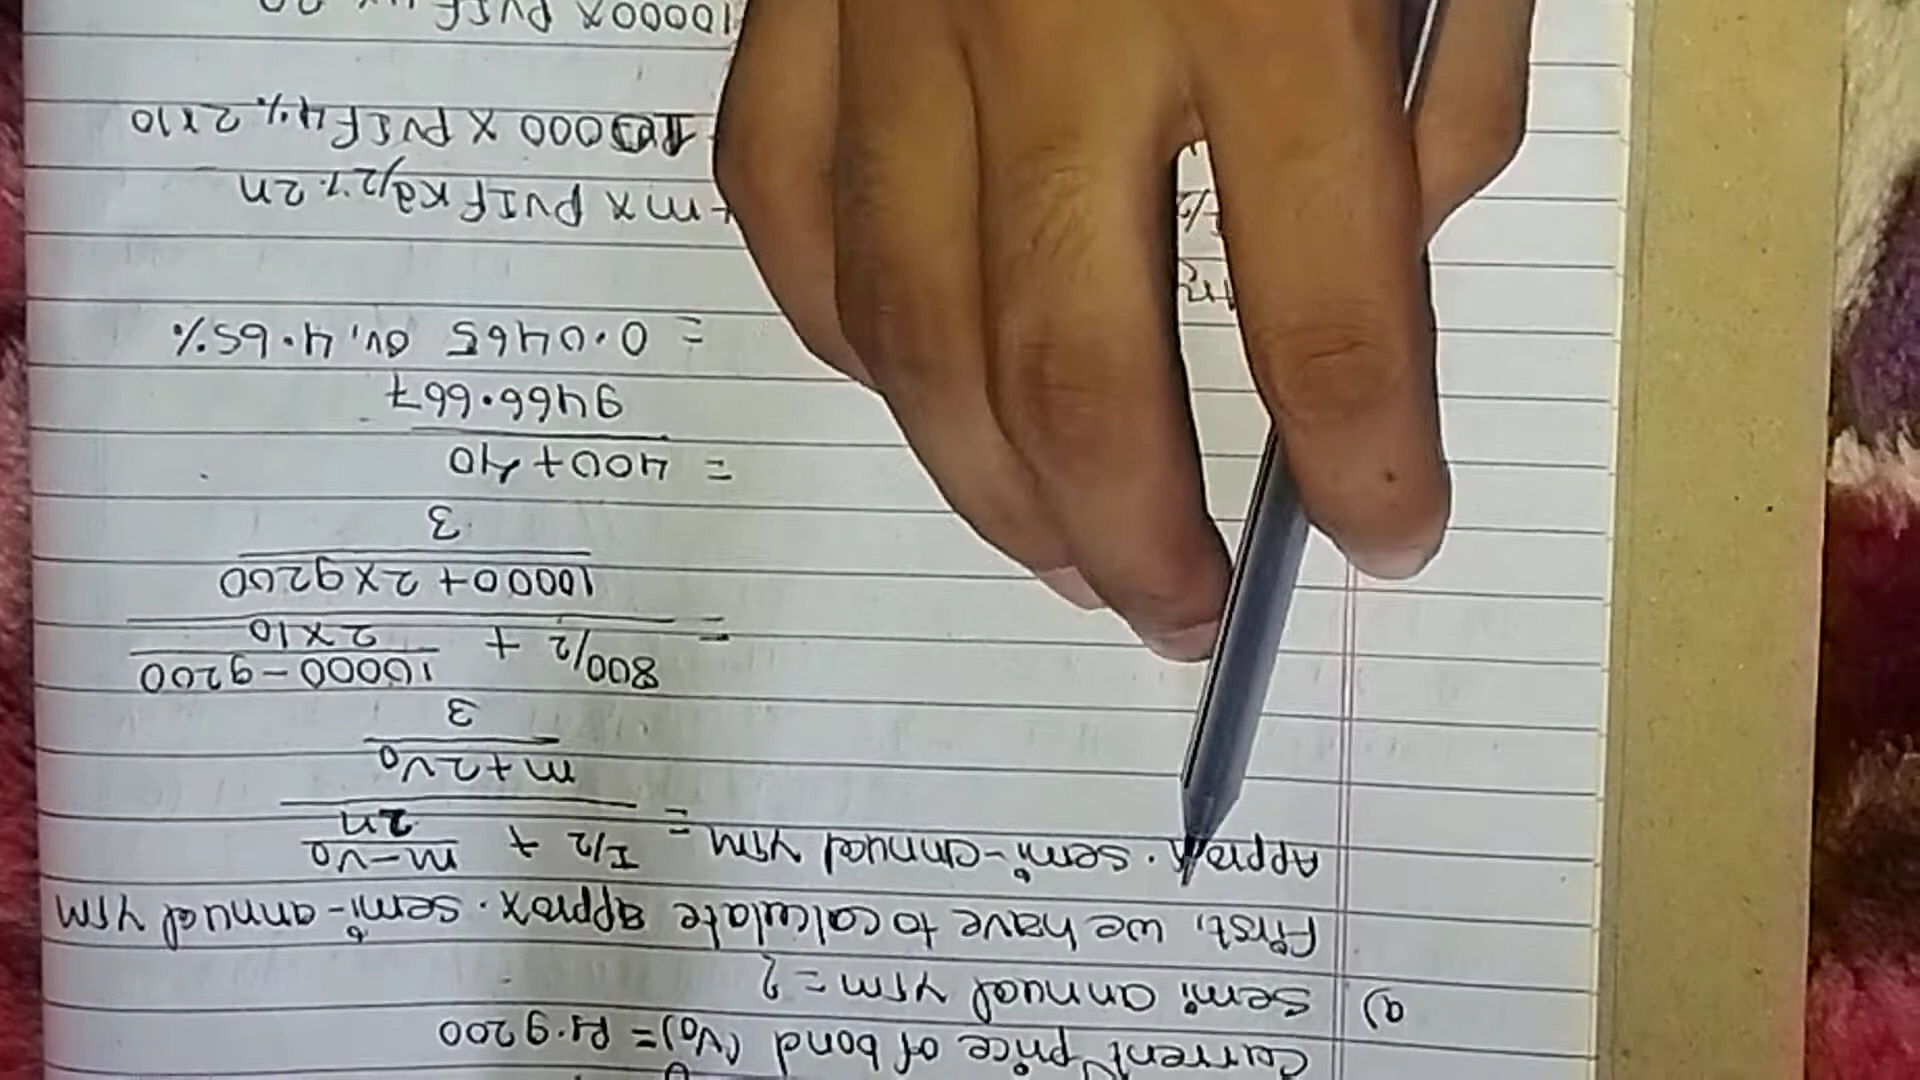 Current price of bond (V0) = Rs. 9200
a) Semi annual YTM = ?
First, we have to calculate approx. semi-annual YTM
Approx. semi-annual YTM = I/2 + m - V0
2n
m + 2V0
3
= 800/2 + 10000 - 9200
2 x 10
10000 + 2 x 9200
3
= 400 + 40
9466.667
= 0.0465 or, 4.65%
+ m x PVIF kd/2%, 2n
10000 x PVIF 4%, 2x10
10000 x PVIF